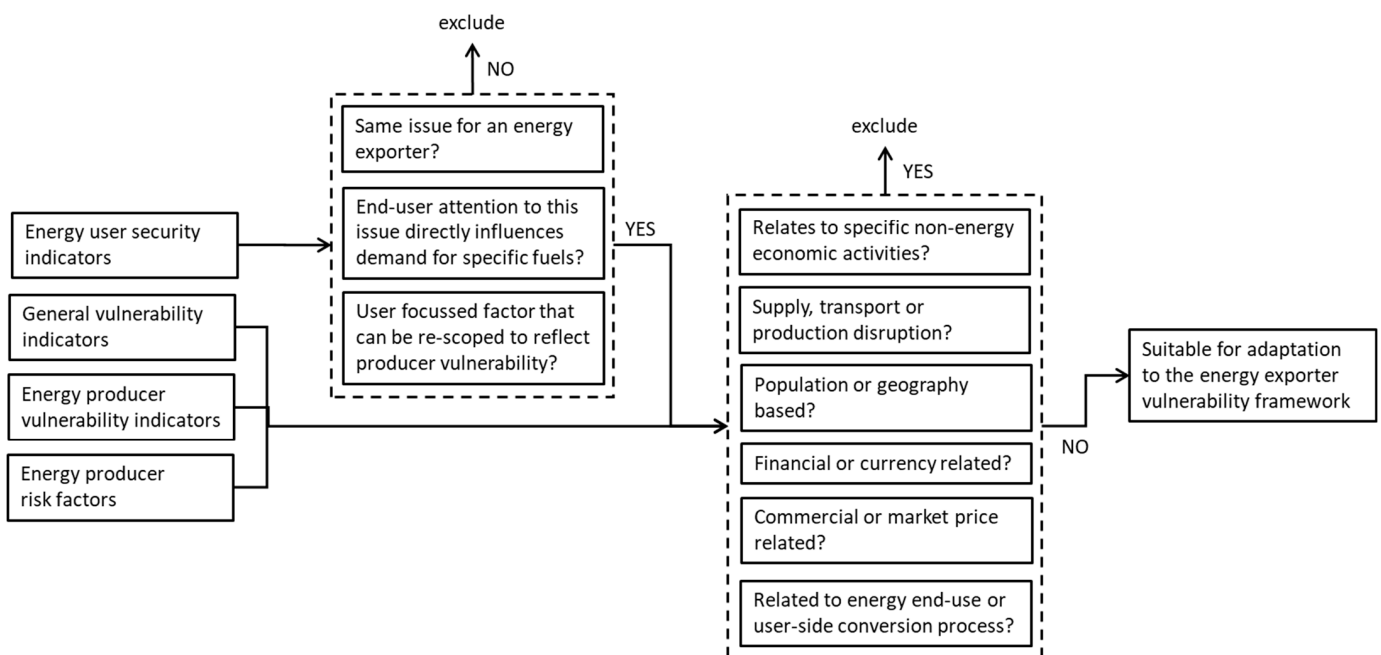 exclude
NO
Same issue for an energy
exporter?
End-user attention to this
issue directly influences
demand for specific fuels?
User focussed factor that
can be re-scoped to reflect
producer vulnerability?
YES
Energy user security
indicators
General vulnerability
indicators
Energy producer
vulnerability indicators
Energy producer
risk factors
exclude
YES
Relates to specific non-energy
economic activities?
Supply, transport or
production disruption?
Population or geography
based?
Financial or currency related?
Commercial or market price
related?
Related to energy end-use or
user-side conversion process?
NO
Suitable for adaptation
to the energy exporter
vulnerability framework